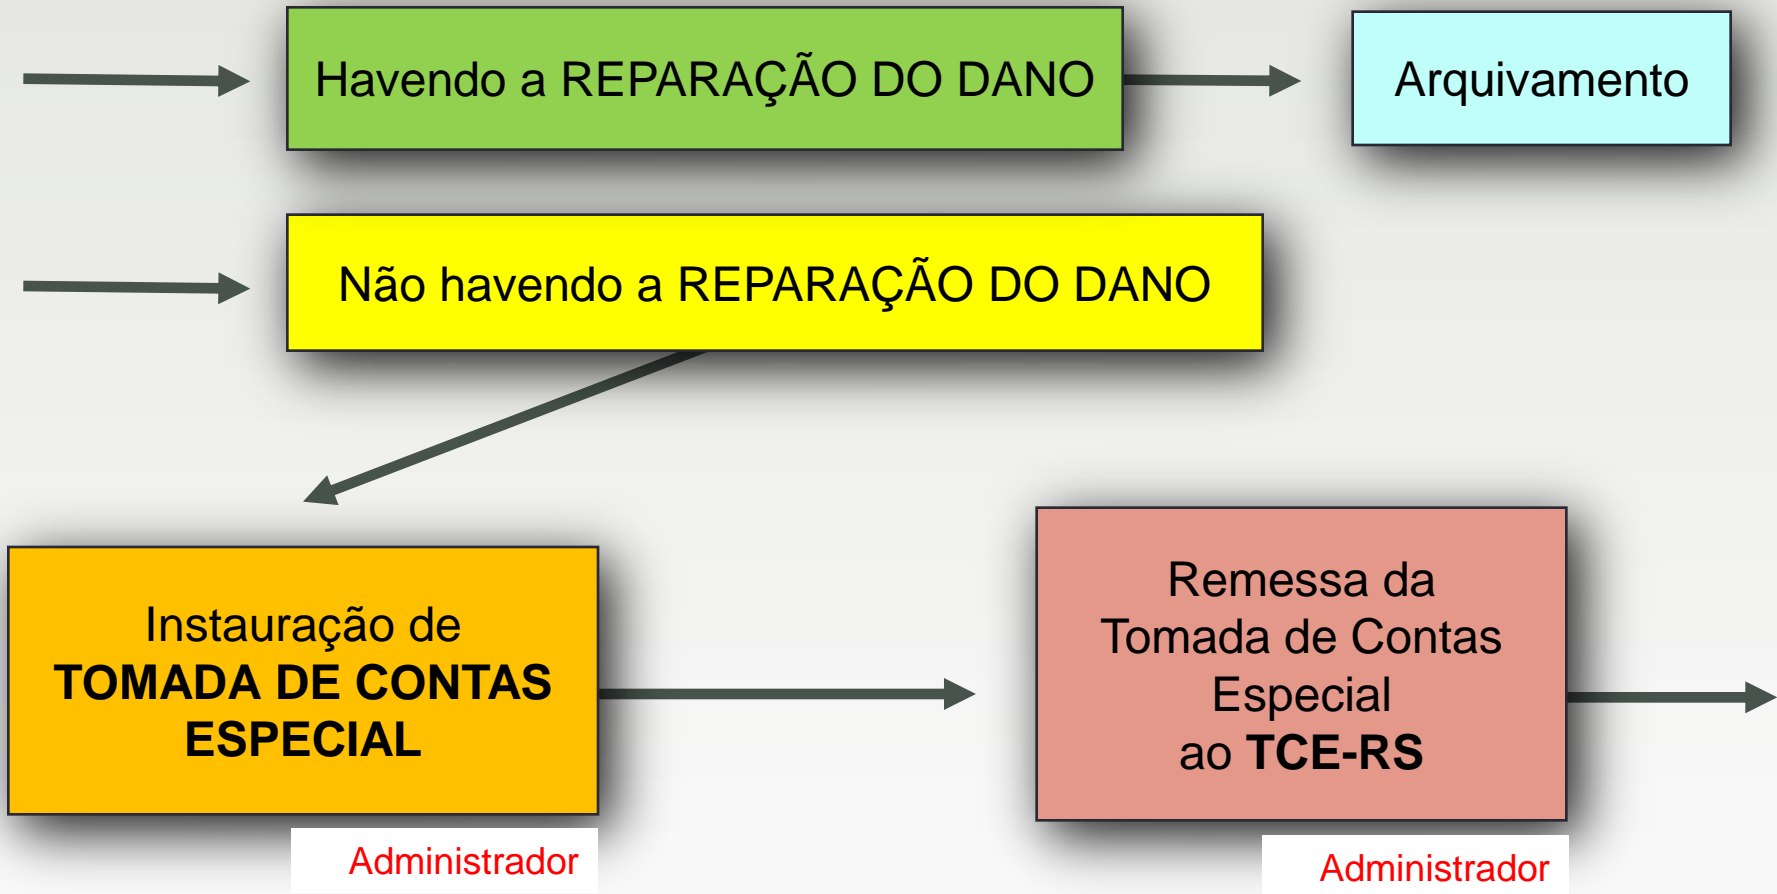 Havendo a REPARAÇÃO DO DANO
Arquivamento
Não havendo a REPARAÇÃO DO DANO
Instauração de
TOMADA DE CONTAS
ESPECIAL
Administrador
Remessa da
Tomada de Contas
Especial
ao TCE-RS
Administrador